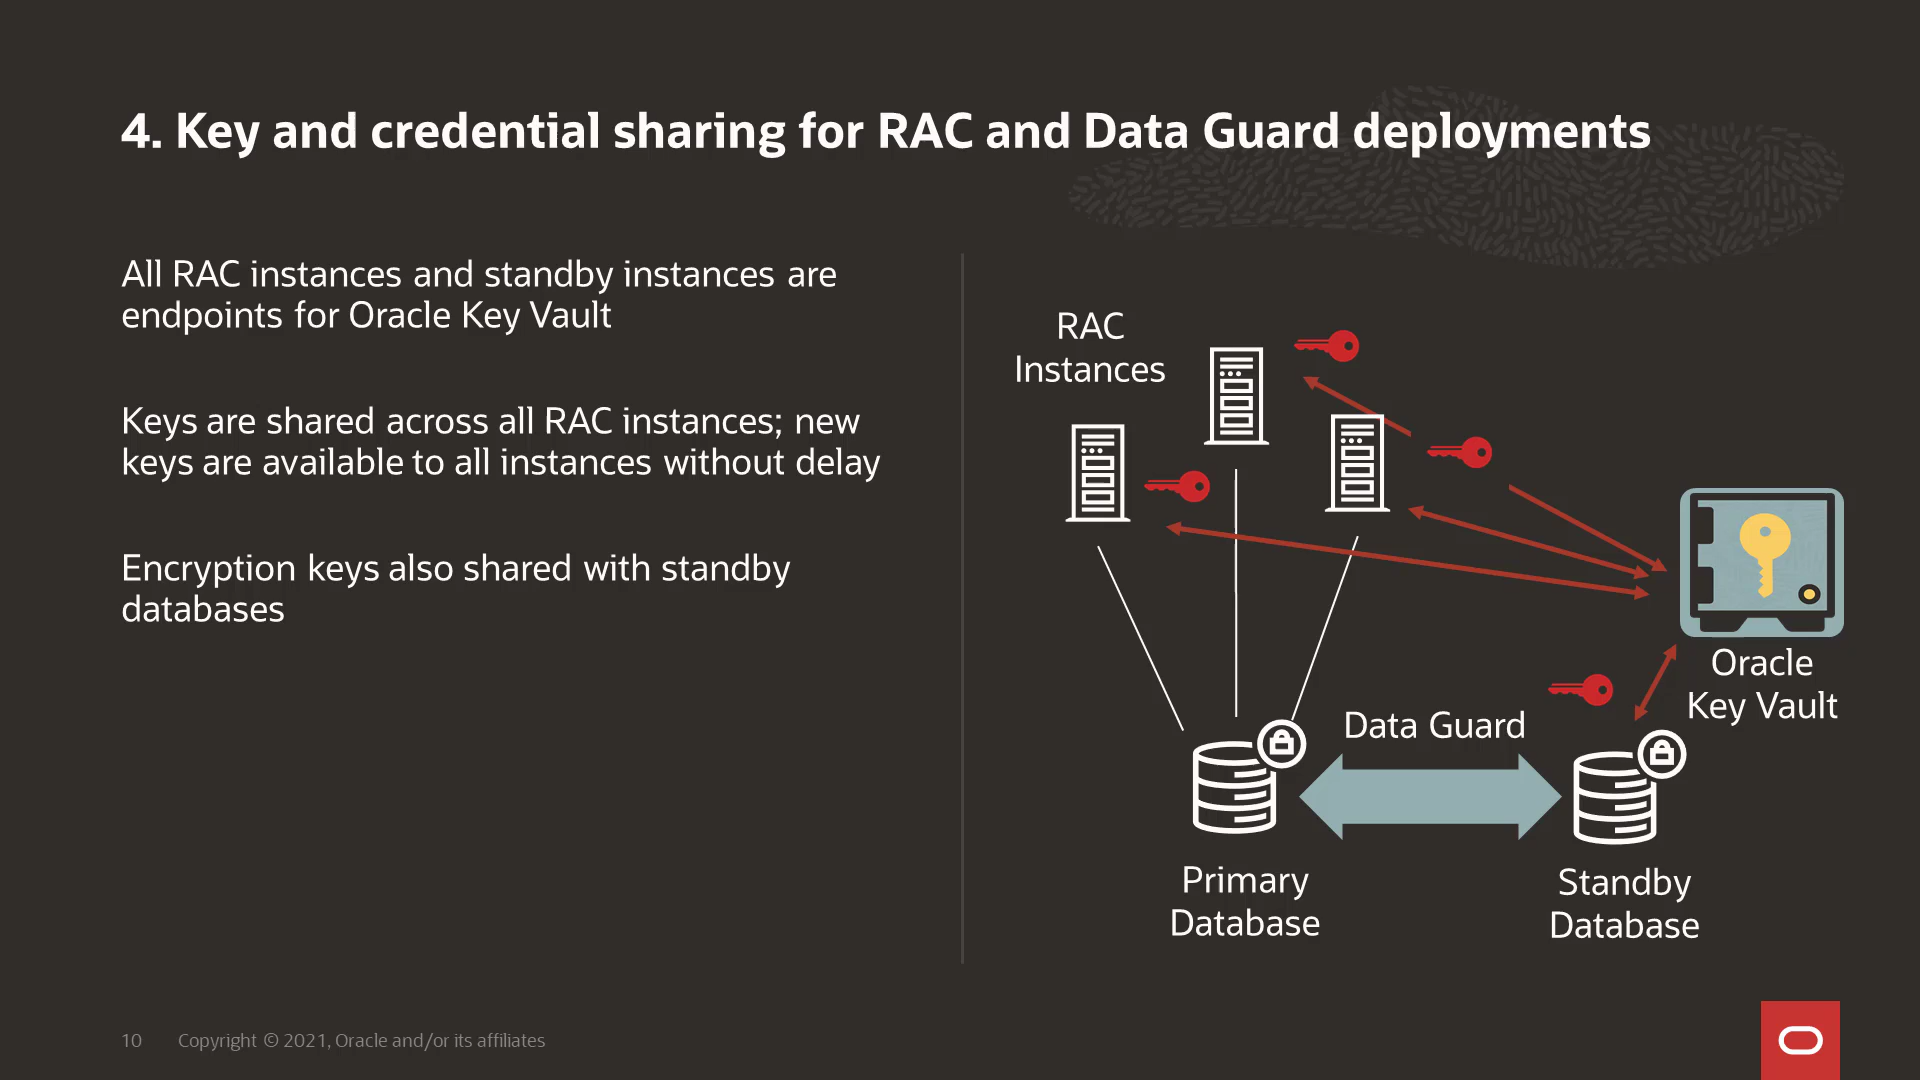 4. Key and credential sharing for RAC and Data Guard deployments
All RAC instances and standby instances are
endpoints for Oracle Key Vault
Keys are shared across all RAC instances; new
keys are available to all instances without delay
Encryption keys also shared with standby
databases
RAC
Instances
Oracle
Key Vault
Data Guard
Primary
Database
Standby
Database
10 Copyright © 2021, Oracle and/or its affiliates